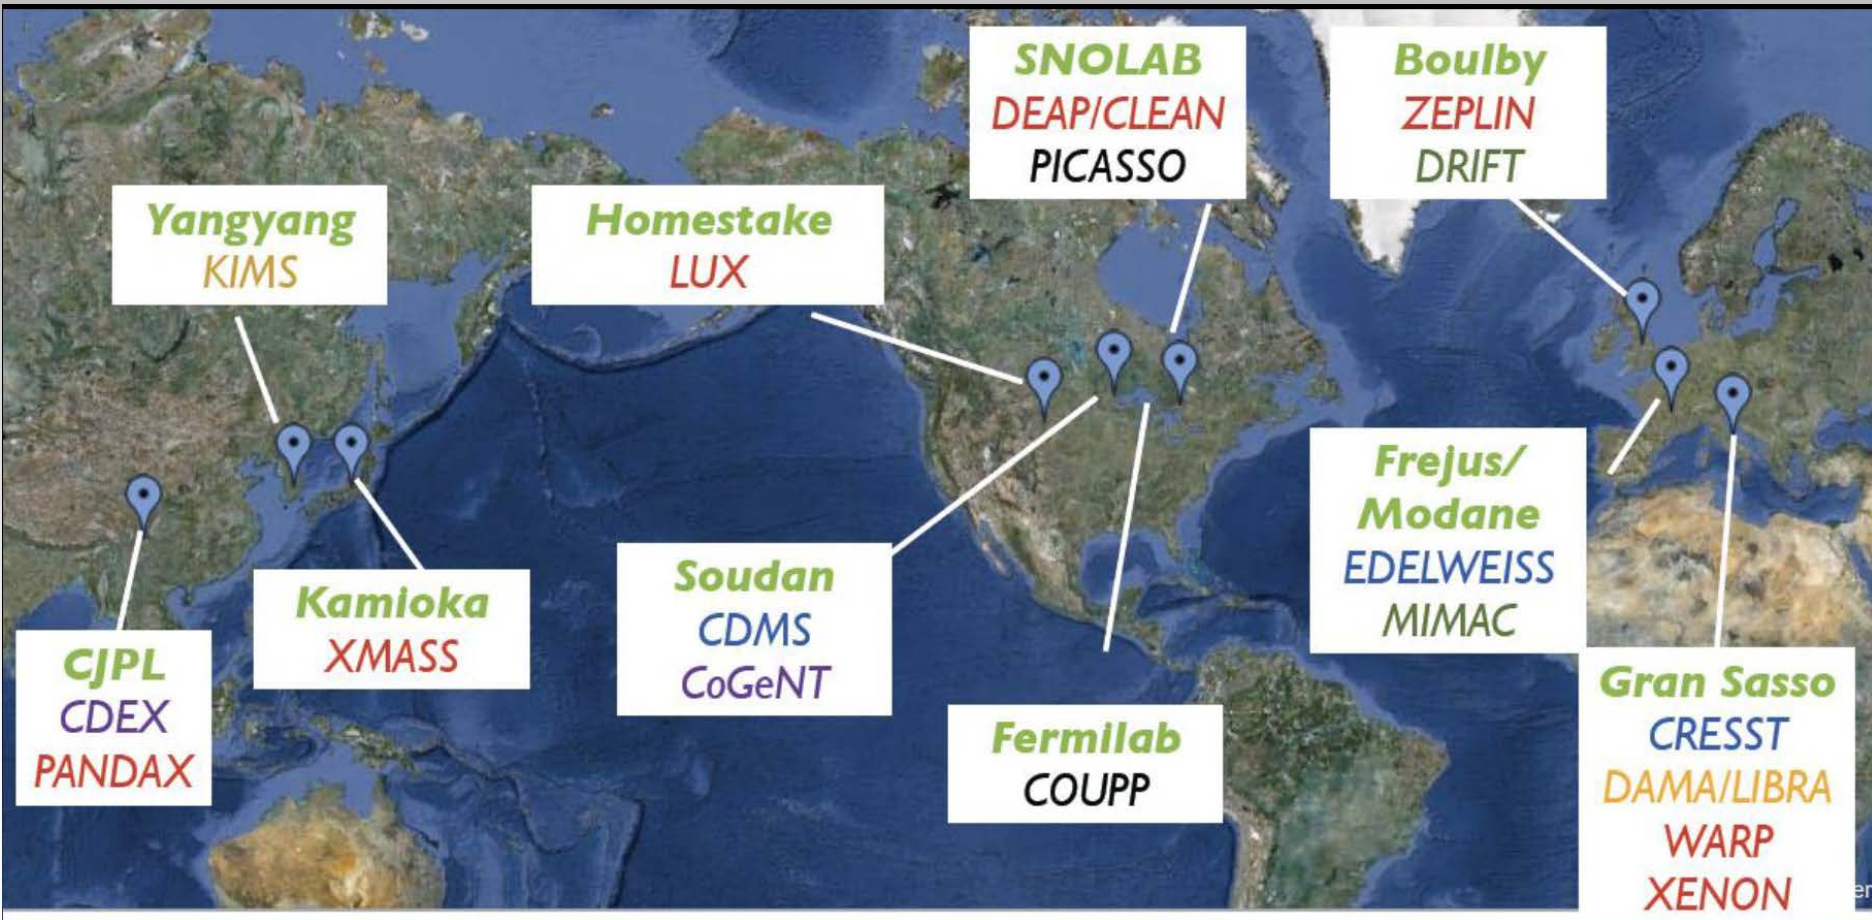 SNOLAB
DEAP/CLEAN
PICASSO
Boulby
ZEPLIN
DRIFT
Yangyang
KIMS
Homestake
LUX
Frejus/
Modane
EDELWEISS
MIMAC
Soudan
CDMS
CoGeNT
Kamioka
XMASS
CJPL
CDEX
PANDAX
Fermilab
COUPP
Gran Sasso
CRESST
DAMA/LIBRA
WARP
XENON